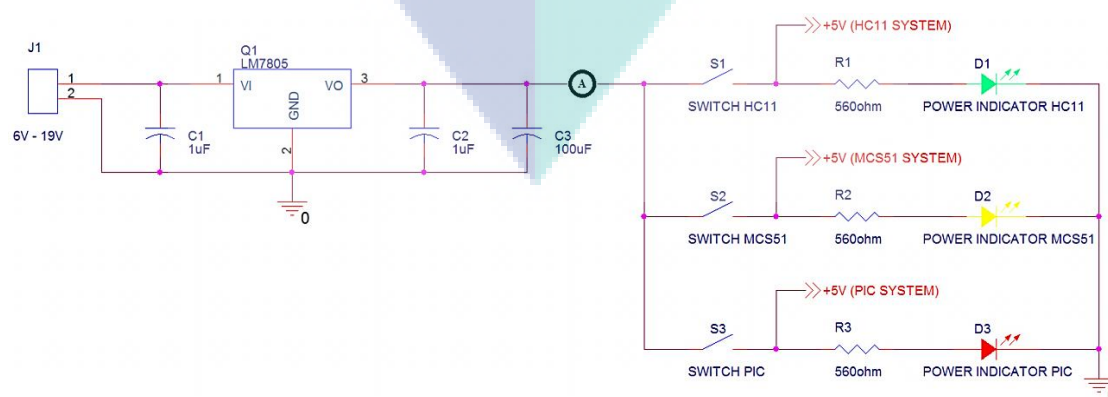 J1
1
2
6V - 19V
C1
1uF
Q1
LM7805
1
VI
VO
3
GND
2
0
C2
1uF
C3
100uF
A
S1
SWITCH HC11
+5V (HC11 SYSTEM)
R1
560ohm
D1
POWER INDICATOR HC11
S2
SWITCH MCS51
+5V (MCS51 SYSTEM)
R2
560ohm
D2
POWER INDICATOR MCS51
S3
SWITCH PIC
+5V (PIC SYSTEM)
R3
560ohm
D3
POWER INDICATOR PIC